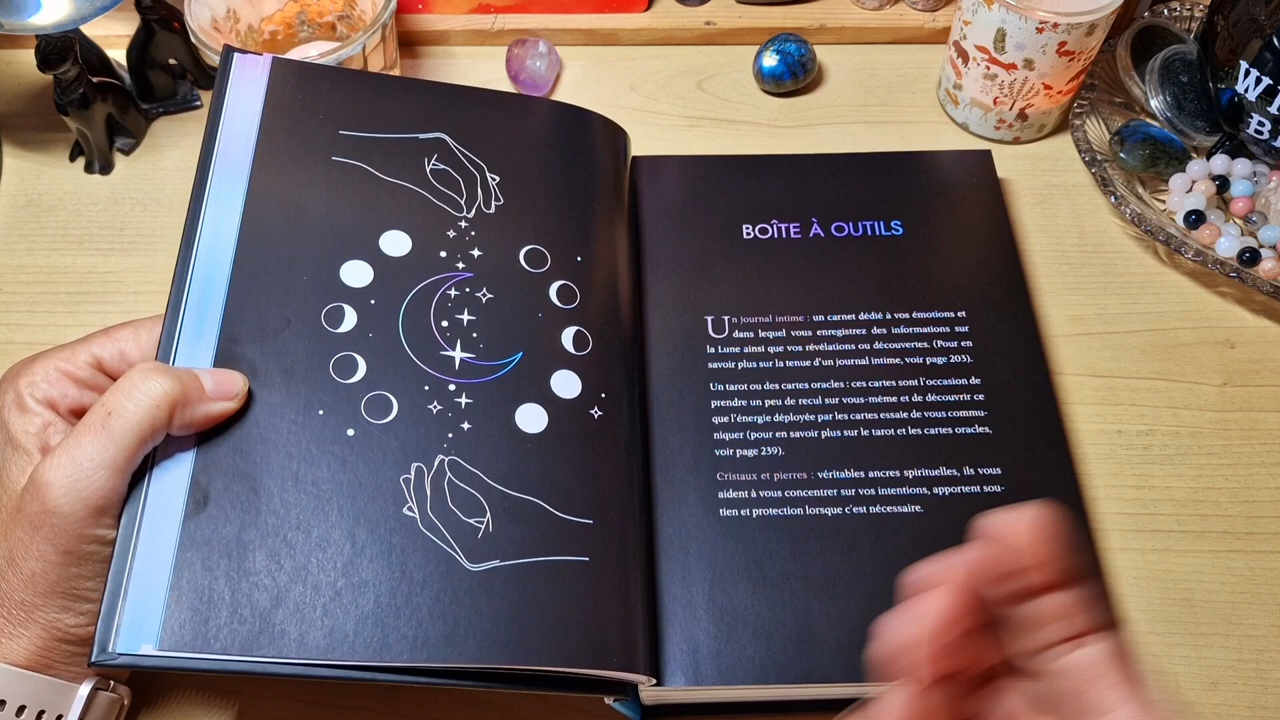 BOÎTE À OUTILS
Un journal intime : un carnet dédié à vos émotions et
dans lequel vous enregistrez des informations sur
la Lune ainsi que vos révélations ou découvertes. (Pour en
savoir plus sur la tenue d'un journal intime, voir page 203).
Un tarot ou des cartes oracles : ces cartes sont l'occasion de
prendre un peu de recul sur vous-même et de découvrir ce
que l'énergie déployée par les cartes essaie de vous commu-
niquer (pour en savoir plus sur le tarot et les cartes oracles,
voir page 239).
Cristaux et pierres : véritables ancres spirituelles, ils vous
aident à vous concentrer sur vos intentions, apportent sou-
tien et protection lorsque c'est nécessaire.